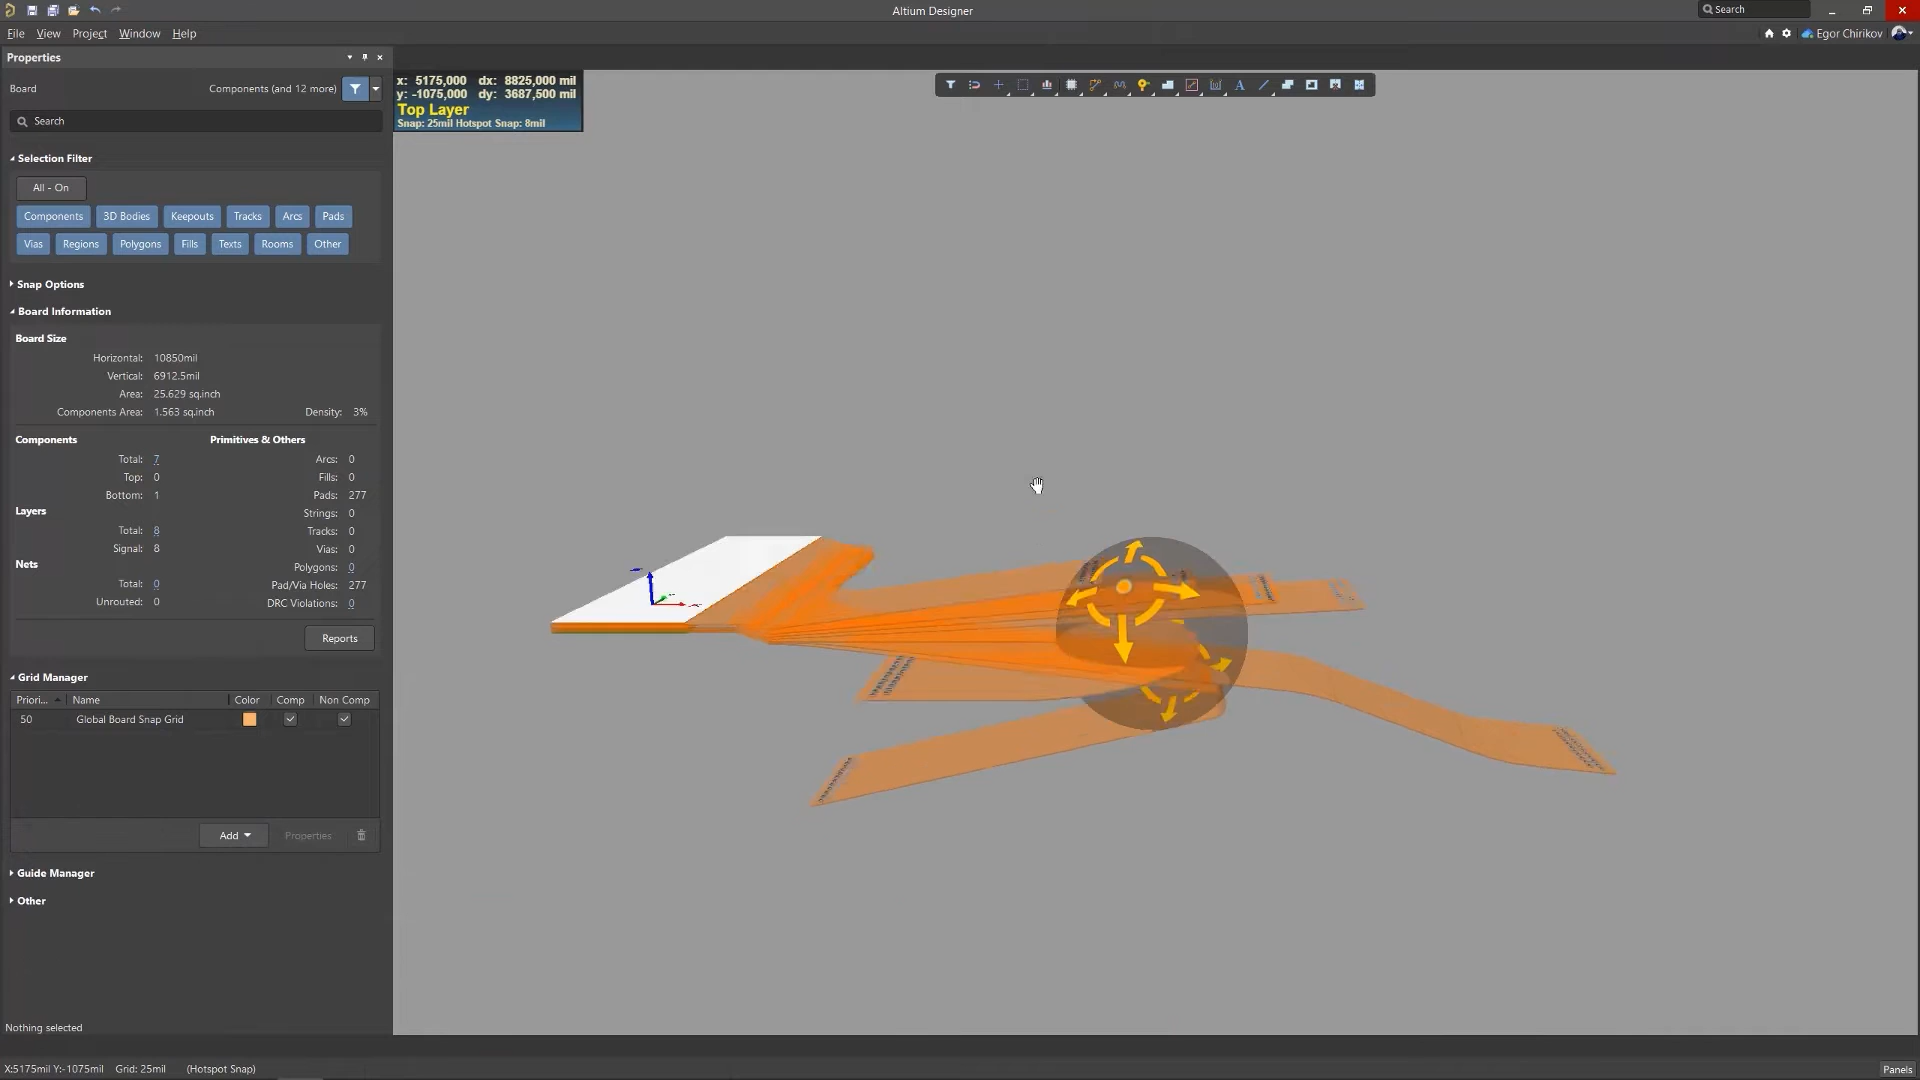 Altium Designer
Search
File View Project Window Help
Egor Chirikov
Properties
Board
Components (and 12 more)
Search
x: 5175,000 dx: 8825,000 mil
y: -1075,000 dy: 3687,500 mil
Top Layer
Snap: 25mil Hotspot Snap: 8mil
Selection Filter
All - On
Components 3D Bodies Keepouts Tracks Arcs Pads
Vias Regions Polygons Fills Texts Rooms Other
Snap Options
Board Information
Board Size
Horizontal: 10850mil
Vertical: 6912.5mil
Area: 25.629 sq.inch
Components Area: 1.563 sq.inch Density: 3%
Components Primitives & Others
Total: 7 Arcs: 0
Top: 0 Fills: 0
Bottom: 1 Pads: 277
Layers Strings: 0
Total: 8 Tracks: 0
Signal: 8 Vias: 0
Nets Polygons: 0
Total: 0 Pad/Via Holes: 277
Unrouted: 0 DRC Violations: 0
Reports
Grid Manager
Priori... Name Color Comp Non Comp
50 Global Board Snap Grid
Add Properties
Guide Manager
Other
Nothing selected
X:5175mil Y:-1075mil Grid: 25mil (Hotspot Snap)
Panels